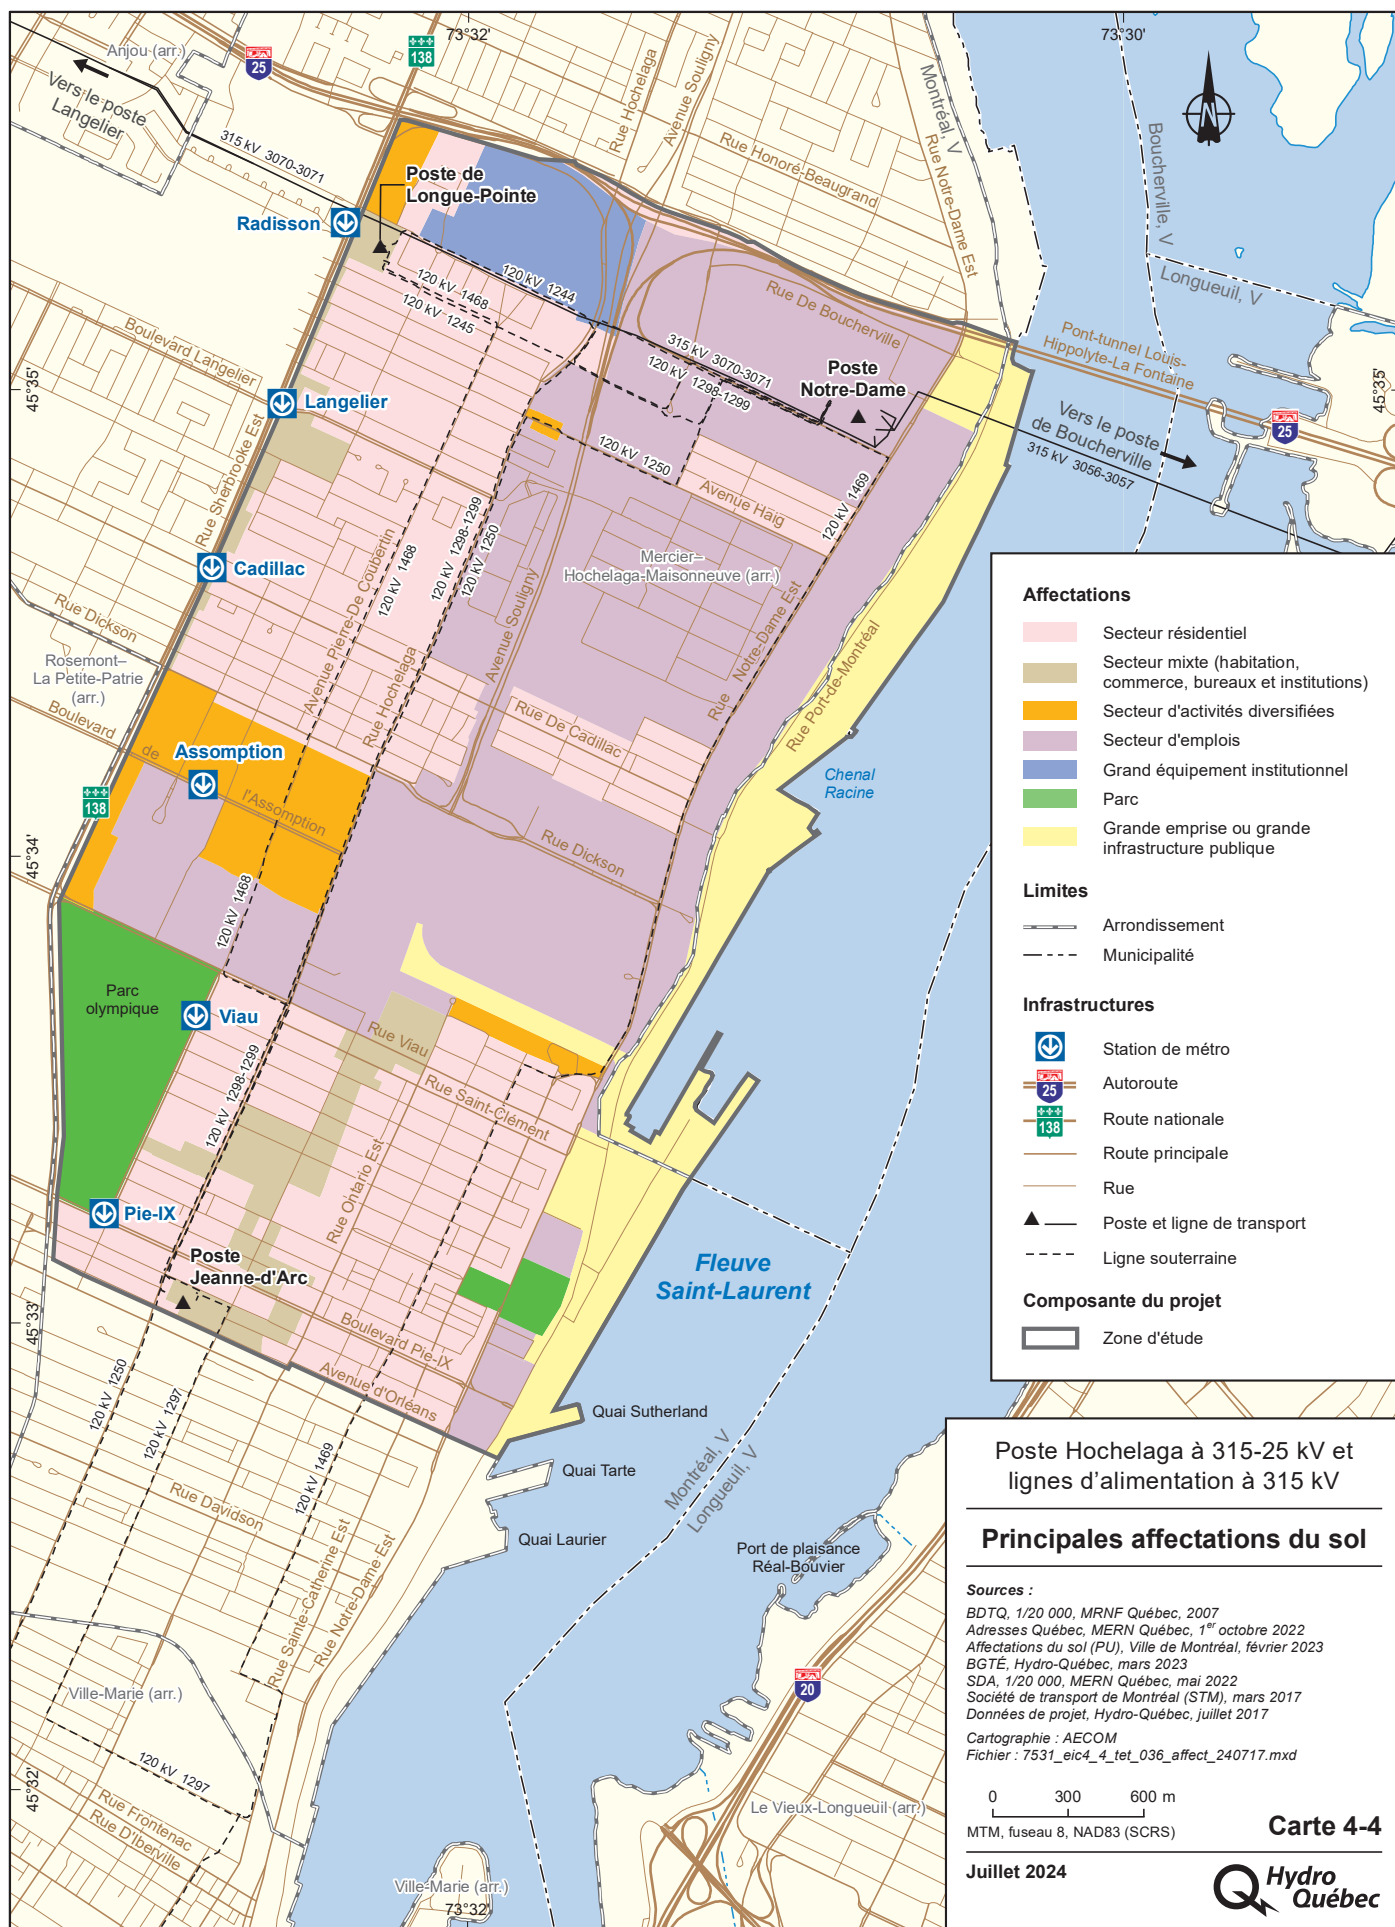 73°32'
73°30'
Anjou (arr.)
25
138
Vers le poste
Langelier
315 kV 3070-3071
Rue Hochelaga
Avenue Souligny
Montréal, V
Rue Honoré-Beaugrand
Rue Notre-Dame Est
Boucherville, V
Longueuil, V
N
Poste de
Longue-Pointe
Radisson
120 kV 1244
120 kV 1468
120 kV 1245
Rue De Boucherville
315 kV 3070-3071
120 kV 1298-1299
Poste
Notre-Dame
Pont-tunnel Louis-
Hippolyte-La Fontaine
25
Vers le poste
de Boucherville
315 kV 3056-3057
45°35'
45°35'
Boulevard Langelier
Langelier
Rue Sherbrooke Est
120 kV 1250
Avenue Haig
120 kV 1469
Cadillac
Avenue Pierre-De Coubertin
120 kV 1468
120 kV 1298-1299
120 kV 1250
Mercier–
Hochelaga-Maisonneuve (arr.)
Rue Dickson
Rosemont–
La Petite-Patrie
(arr.)
Rue Hochelaga
Avenue Souligny
Rue Notre-Dame Est
Rue Port-de-Montréal
Rue De Cadillac
Boulevard de l'Assomption
Assomption
138
Chenal
Racine
45°34'
Rue Dickson
120 kV 1468
Parc
olympique
Viau
Rue Viau
120 kV 1298-1299
Rue Saint-Clément
Rue Ontario Est
Pie-IX
Poste
Jeanne-d'Arc
Fleuve
Saint-Laurent
45°33'
Boulevard Pie-IX
Avenue d'Orléans
120 kV 1250
120 kV 1297
120 kV 1469
Quai Sutherland
Quai Tarte
Quai Laurier
Montréal, V
Longueuil, V
Rue Davidson
Rue Sainte-Catherine Est
Rue Notre-Dame Est
Port de plaisance
Réal-Bouvier
20
Ville-Marie (arr.)
120 kV 1297
45°32'
Rue Frontenac
Rue D'Iberville
Le Vieux-Longueuil (arr.)
Ville-Marie (arr.)
73°32'
Affectations
Secteur résidentiel
Secteur mixte (habitation,
commerce, bureaux et institutions)
Secteur d'activités diversifiées
Secteur d'emplois
Grand équipement institutionnel
Parc
Grande emprise ou grande
infrastructure publique
Limites
Arrondissement
Municipalité
Infrastructures
Station de métro
25
Autoroute
138
Route nationale
Route principale
Rue
Poste et ligne de transport
Ligne souterraine
Composante du projet
Zone d'étude
Poste Hochelaga à 315-25 kV et
lignes d’alimentation à 315 kV
Principales affectations du sol
Sources :
BDTQ, 1/20 000, MRNF Québec, 2007
Adresses Québec, MERN Québec, 1er octobre 2022
Affectations du sol (PU), Ville de Montréal, février 2023
BGTÉ, Hydro-Québec, mars 2023
SDA, 1/20 000, MERN Québec, mai 2022
Société de transport de Montréal (STM), mars 2017
Données de projet, Hydro-Québec, juillet 2017
Cartographie : AECOM
Fichier : 7531_eic4_4_tet_036_affect_240717.mxd
0 300 600 m
MTM, fuseau 8, NAD83 (SCRS)
Carte 4-4
Juillet 2024
Hydro
Québec